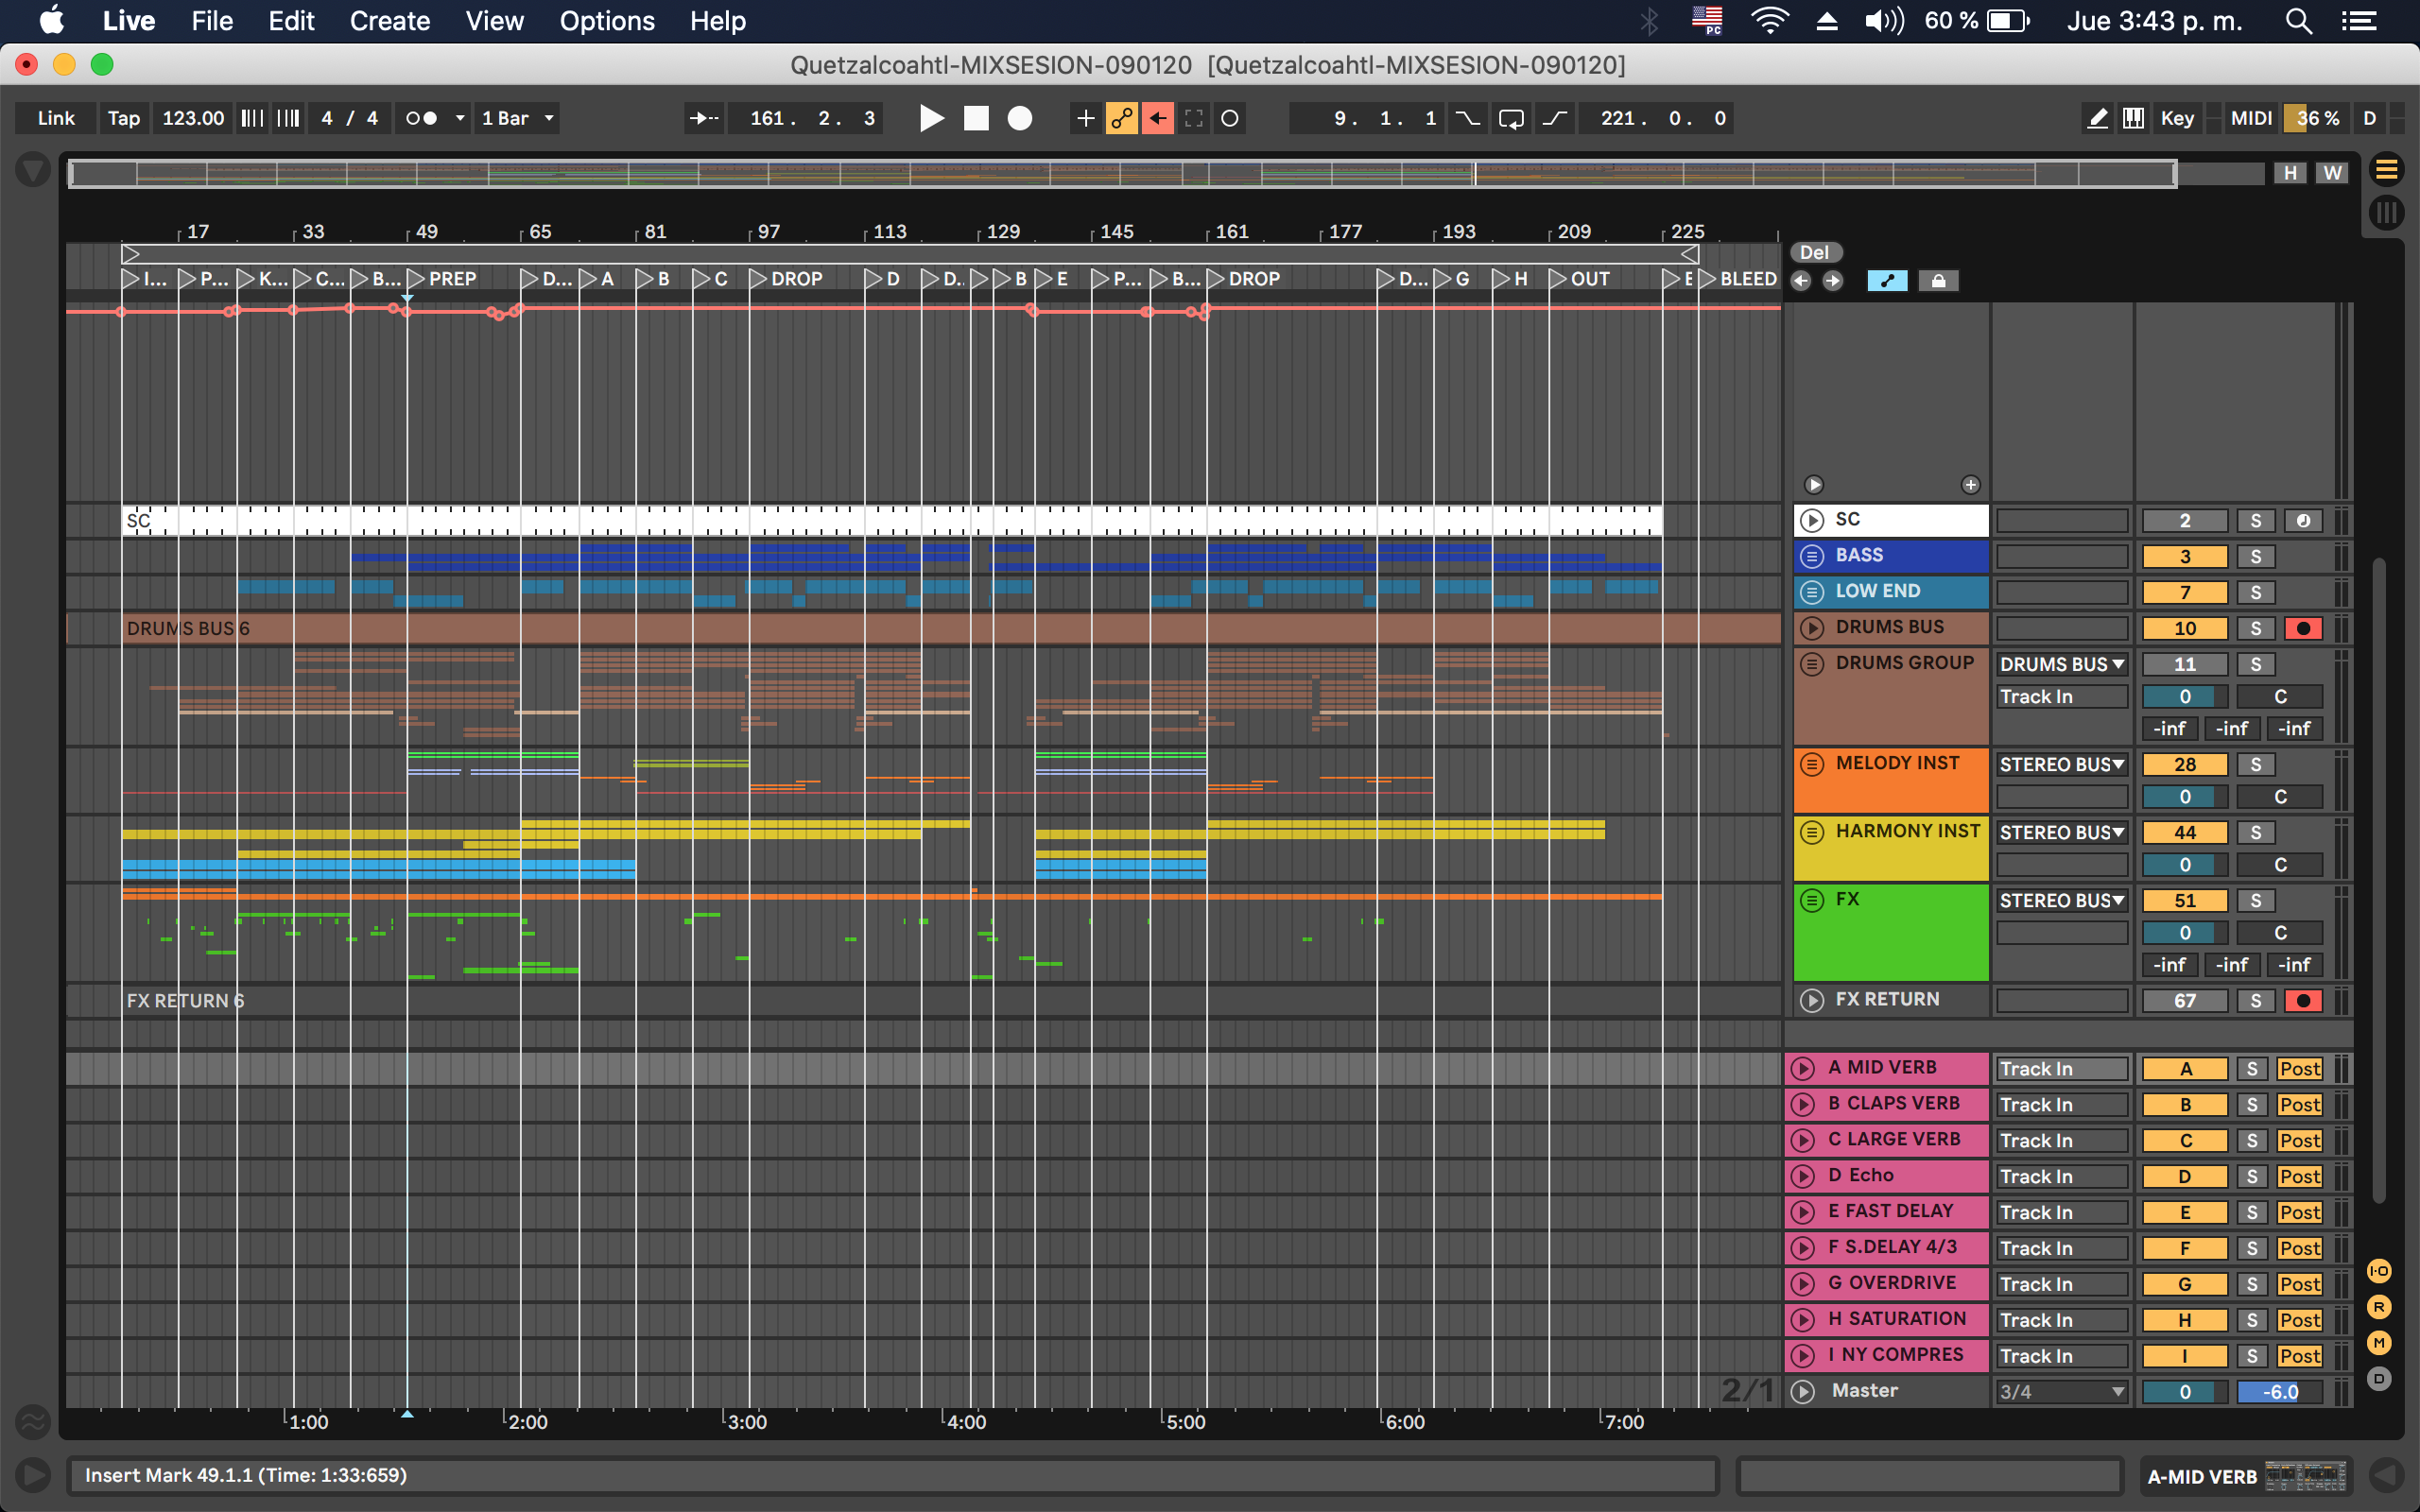 Live File Edit Create View Options Help PC 60 % Jue 3:43 p. m.
Quetzalcoahtl-MIXSESION-090120 [Quetzalcoahtl-MIXSESION-090120]
Link Tap 123.00 4 / 4 1 Bar 161. 2. 3 9. 1. 1 221. 0. 0 Key MIDI 36 % D
H W
17 33 49 65 81 97 113 129 145 161 177 193 209 225
Del
I... P... K... C... B... PREP D... A B C DROP D D.. B E P... B... DROP D... G H OUT E BLEED
SC SC 2 S
BASS 3 S
LOW END 7 S
DRUMS BUS 6 DRUMS BUS 10 S
DRUMS GROUP DRUMS BUS 11 S
Track In 0 C
-inf -inf -inf
MELODY INST STEREO BUS 28 S
0 C
HARMONY INST STEREO BUS 44 S
0 C
FX STEREO BUS 51 S
0 C
-inf -inf -inf
FX RETURN 6 FX RETURN 67 S
A MID VERB Track In A S Post
B CLAPS VERB Track In B S Post
C LARGE VERB Track In C S Post
D Echo Track In D S Post
E FAST DELAY Track In E S Post
F S.DELAY 4/3 Track In F S Post
G OVERDRIVE Track In G S Post
H SATURATION Track In H S Post
I NY COMPRES Track In I S Post
2/1 Master 3/4 0 -6.0
I·O
R
M
D
1:00 2:00 3:00 4:00 5:00 6:00 7:00
Insert Mark 49.1.1 (Time: 1:33:659) A-MID VERB